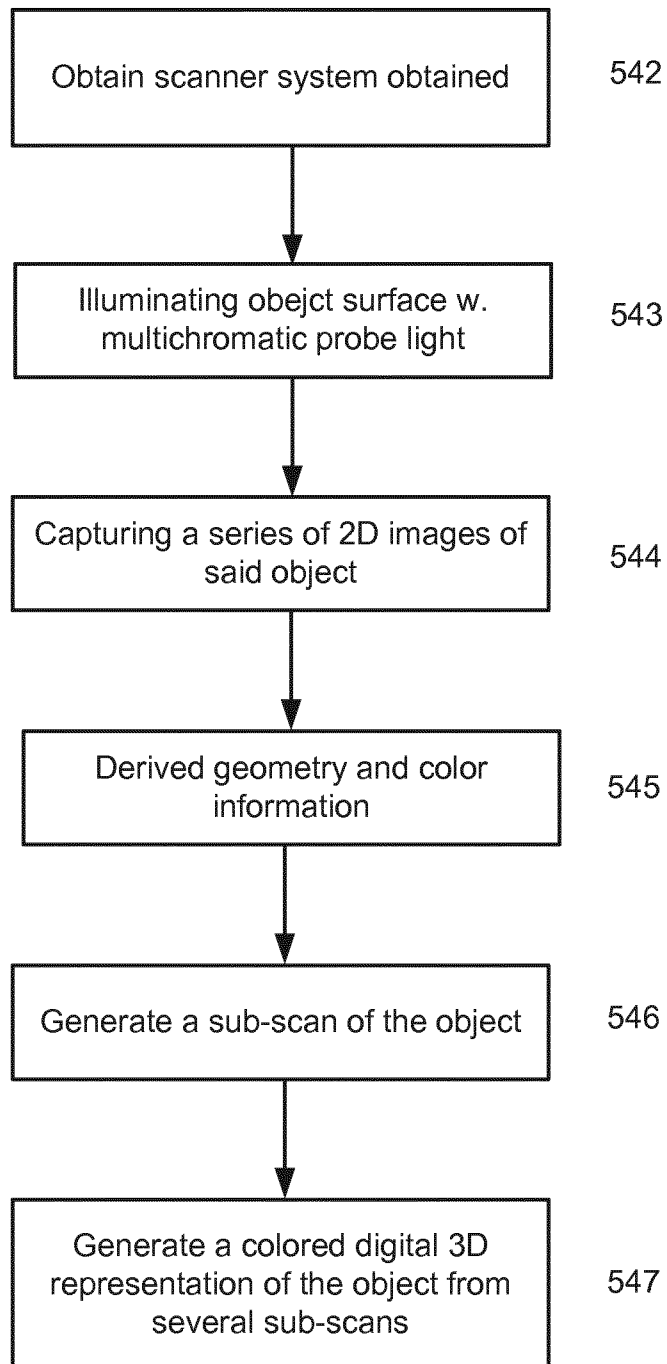 Obtain scanner system obtained
542
Illuminating obejct surface w.
multichromatic probe light
543
Capturing a series of 2D images of
said object
544
Derived geometry and color
information
545
Generate a sub-scan of the object
546
Generate a colored digital 3D
representation of the object from
several sub-scans
547